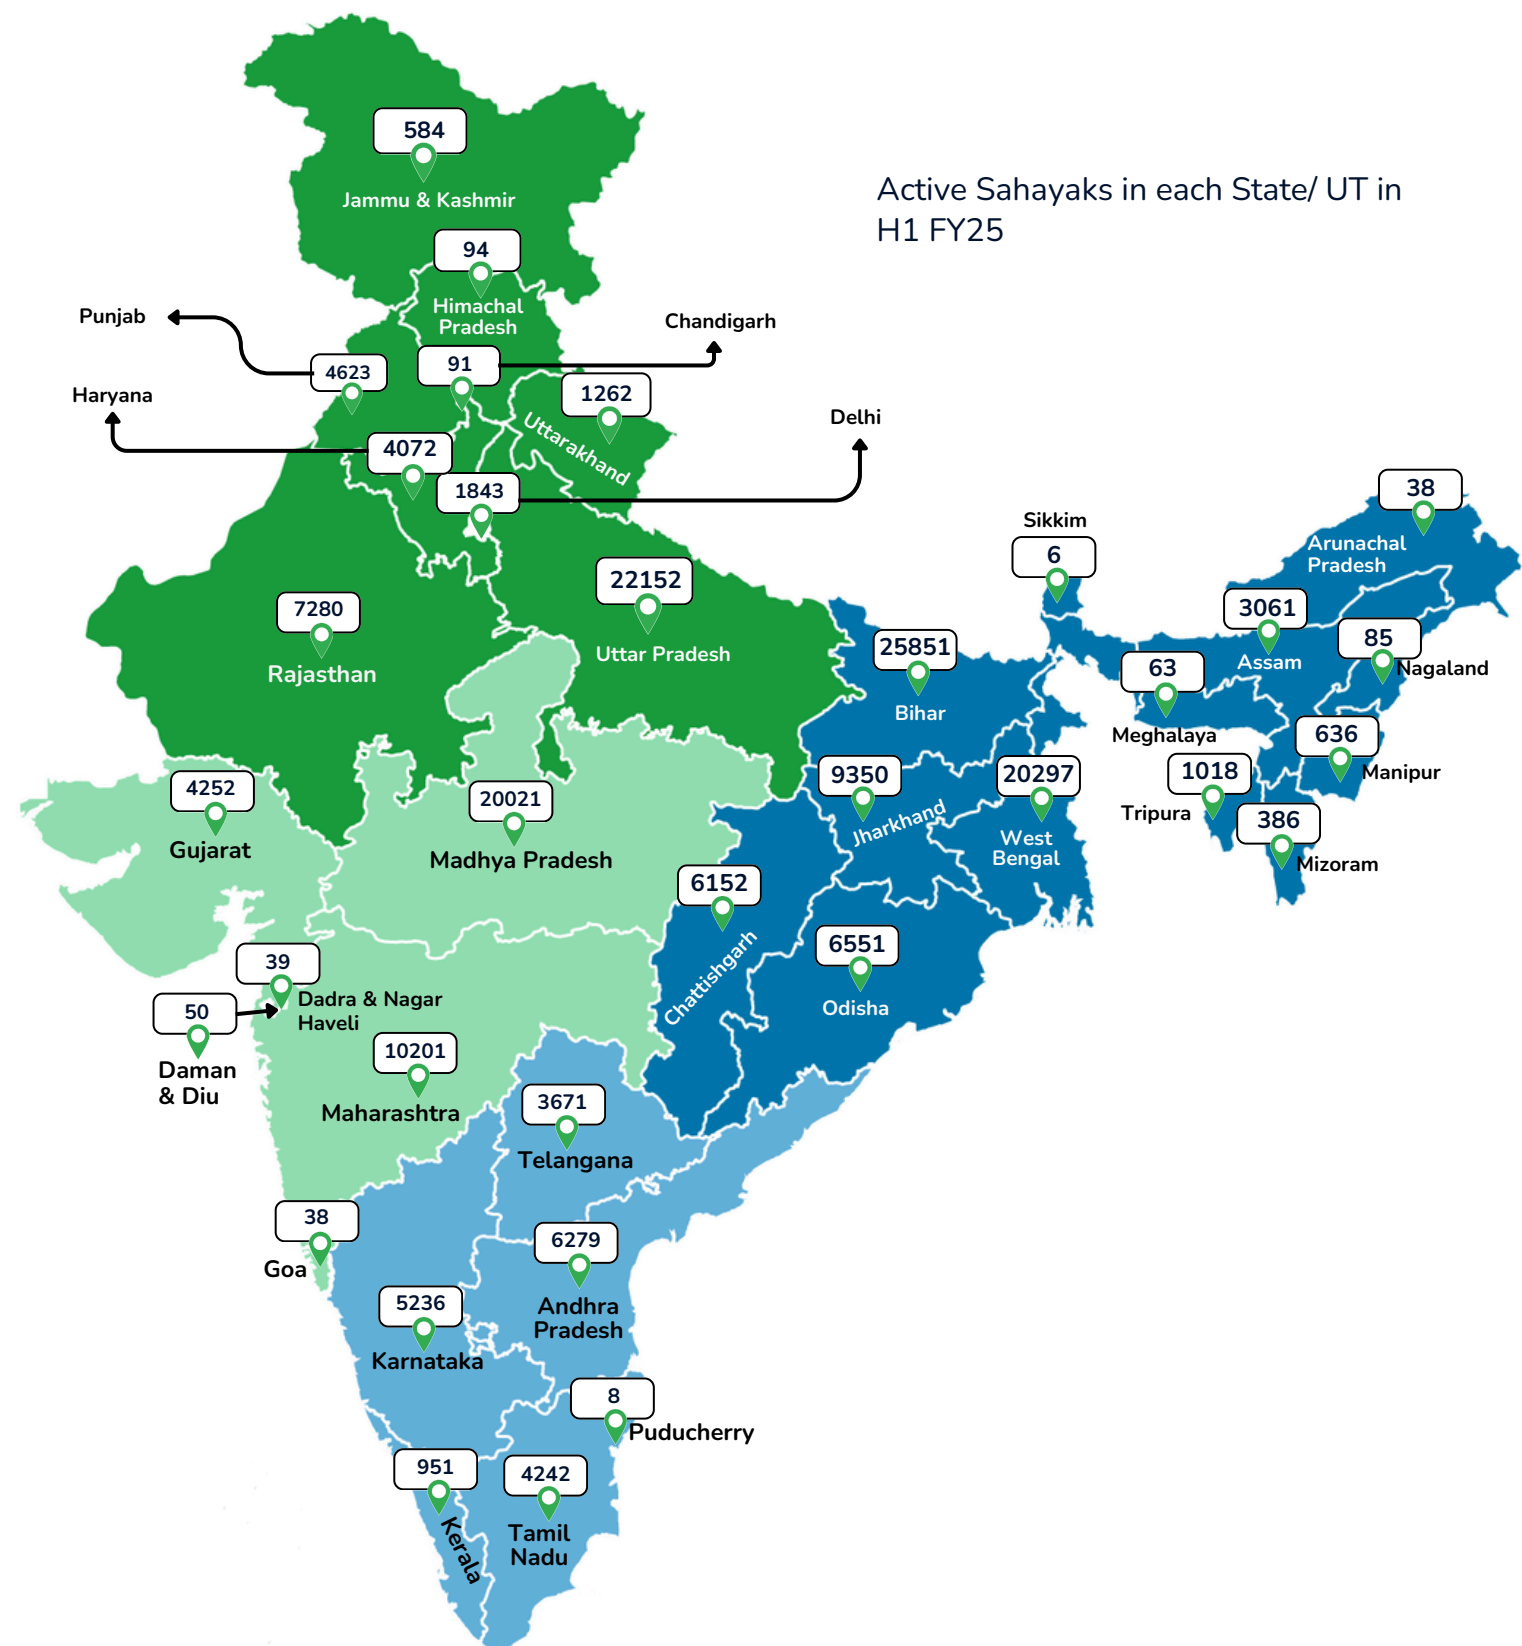 584
Jammu & Kashmir
Active Sahayaks in each State/ UT in
H1 FY25
94
Himachal
Pradesh
Punjab
Chandigarh
4623
91
Haryana
1262
Uttarakhand
Delhi
4072
1843
38
Arunachal
Pradesh
Sikkim
6
22152
Uttar Pradesh
7280
Rajasthan
3061
Assam
85
Nagaland
25851
Bihar
63
Meghalaya
636
Manipur
4252
Gujarat
20021
Madhya Pradesh
9350
Jharkhand
20297
West
Bengal
1018
Tripura
386
Mizoram
6152
Chattishgarh
6551
Odisha
39
Dadra & Nagar
Haveli
50
Daman
& Diu
10201
Maharashtra
3671
Telangana
38
Goa
6279
Andhra
Pradesh
5236
Karnataka
8
Puducherry
951
Kerala
4242
Tamil
Nadu